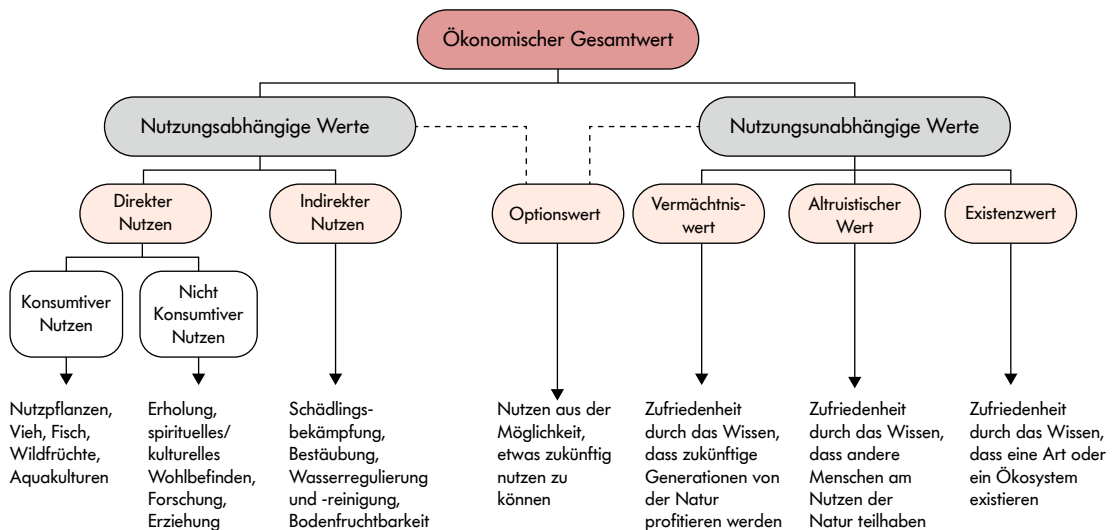 Ökonomischer Gesamtwert
Nutzungsabhängige Werte
Nutzungsunabhängige Werte
Direkter
Nutzen
Indirekter
Nutzen
Optionswert
Vermächtnis-
wert
Altruistischer
Wert
Existenzwert
Konsumtiver
Nutzen
Nicht
Konsumtiver
Nutzen
Nutzpflanzen,
Vieh, Fisch,
Wildfrüchte,
Aquakulturen
Erholung,
spirituelles/
kulturelles
Wohlbefinden,
Forschung,
Erziehung
Schädlings-
bekämpfung,
Bestäubung,
Wasserregulierung
und -reinigung,
Bodenfruchtbarkeit
Nutzen aus der
Möglichkeit,
etwas zukünftig
nutzen zu
können
Zufriedenheit
durch das Wissen,
dass zukünftige
Generationen von
der Natur
profitieren werden
Zufriedenheit
durch das Wissen,
dass andere
Menschen am
Nutzen der
Natur teilhaben
Zufriedenheit
durch das Wissen,
dass eine Art oder
ein Ökosystem
existieren